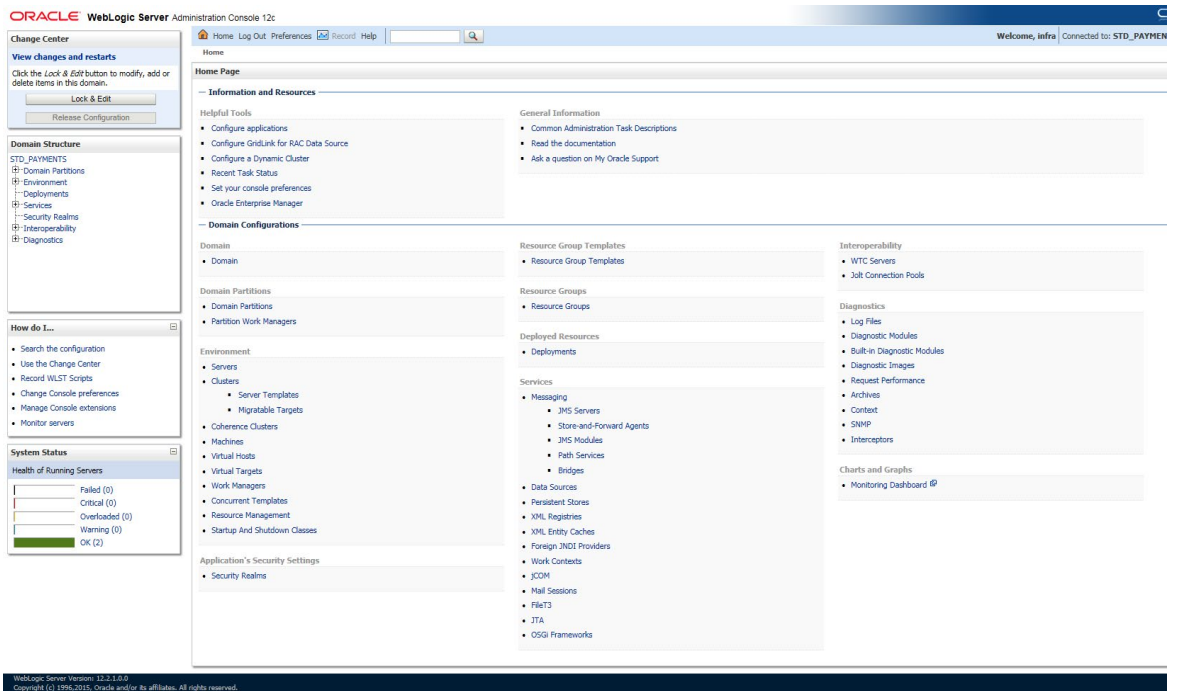 ORACLE WebLogic Server Administration Console 12c
Change Center
View changes and restarts
Click the Lock & Edit button to modify, add or
delete items in this domain.
Lock & Edit
Release Configuration
Domain Structure
STD_PAYMENTS
Domain Partitions
Environment
Deployments
Services
Security Realms
Interoperability
Diagnostics
How do I...
Search the configuration
Use the Change Center
Record WLST Scripts
Change Console preferences
Manage Console extensions
Monitor servers
System Status
Health of Running Servers
Failed (0)
Critical (0)
Overloaded (0)
Warning (0)
OK (2)
Home Log Out Preferences Record Help
Welcome, infra Connected to: STD_PAYMEN
Home
Home Page
Information and Resources
Helpful Tools
Configure applications
Configure GridLink for RAC Data Source
Configure a Dynamic Cluster
Recent Task Status
Set your console preferences
Oracle Enterprise Manager
General Information
Common Administration Task Descriptions
Read the documentation
Ask a question on My Oracle Support
Domain Configurations
Domain
Domain
Domain Partitions
Domain Partitions
Partition Work Managers
Environment
Servers
Clusters
Server Templates
Migratable Targets
Coherence Clusters
Machines
Virtual Hosts
Virtual Targets
Work Managers
Concurrent Templates
Resource Management
Startup And Shutdown Classes
Application's Security Settings
Security Realms
Resource Group Templates
Resource Group Templates
Resource Groups
Resource Groups
Deployed Resources
Deployments
Services
Messaging
JMS Servers
Store-and-Forward Agents
JMS Modules
Path Services
Bridges
Data Sources
Persistent Stores
XML Registries
XML Entity Caches
Foreign JNDI Providers
Work Contexts
jCOM
Mail Sessions
FileT3
JTA
OSGi Frameworks
Interoperability
WTC Servers
Jolt Connection Pools
Diagnostics
Log Files
Diagnostic Modules
Built-in Diagnostic Modules
Diagnostic Images
Request Performance
Archives
Context
SNMP
Interceptors
Charts and Graphs
Monitoring Dashboard
WebLogic Server Version: 12.2.1.0.0
Copyright (c) 1996,2015, Oracle and/or its affiliates. All rights reserved.